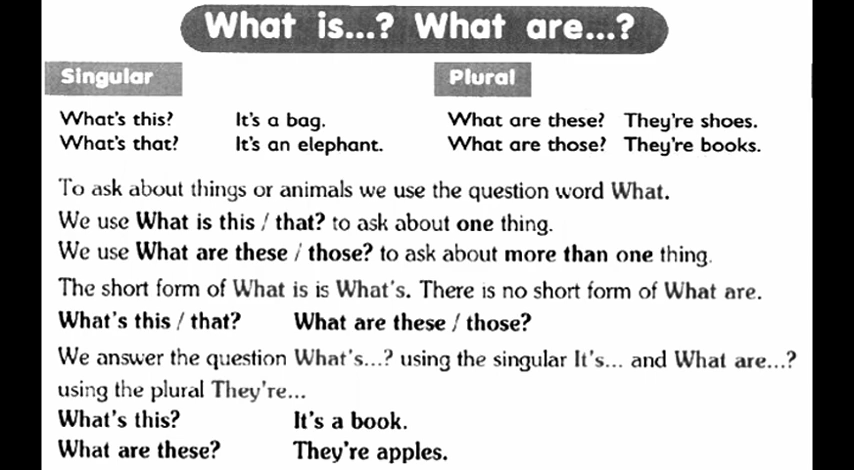 What is...? What are...?
Singular Plural
What's this? It's a bag. What are these? They're shoes.
What's that? It's an elephant. What are those? They're books.
To ask about things or animals we use the question word What.
We use What is this / that? to ask about one thing.
We use What are these / those? to ask about more than one thing.
The short form of What is is What's. There is no short form of What are.
What's this / that? What are these / those?
We answer the question What's...? using the singular It's... and What are...?
using the plural They're...
What's this? It's a book.
What are these? They're apples.